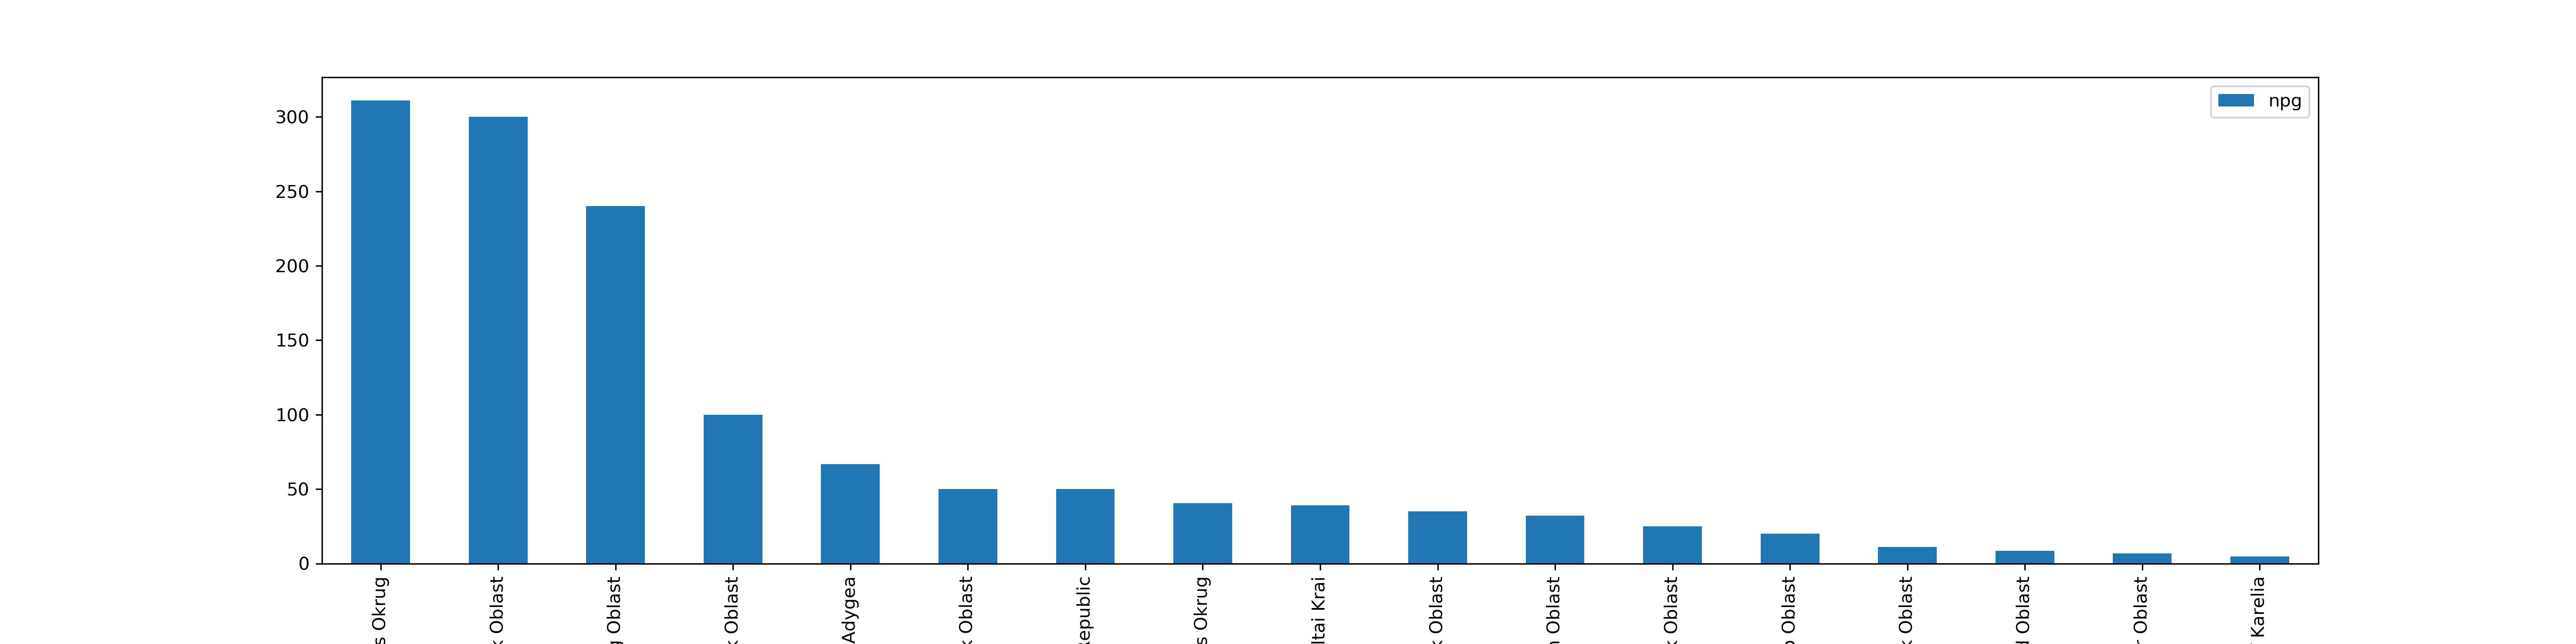 npg
300
250
200
150
100
50
0
s Okrug
k Oblast
g Oblast
k Oblast
Adygea
k Oblast
Republic
s Okrug
ltai Krai
k Oblast
n Oblast
k Oblast
Oblast
k Oblast
d Oblast
r Oblast
Karelia